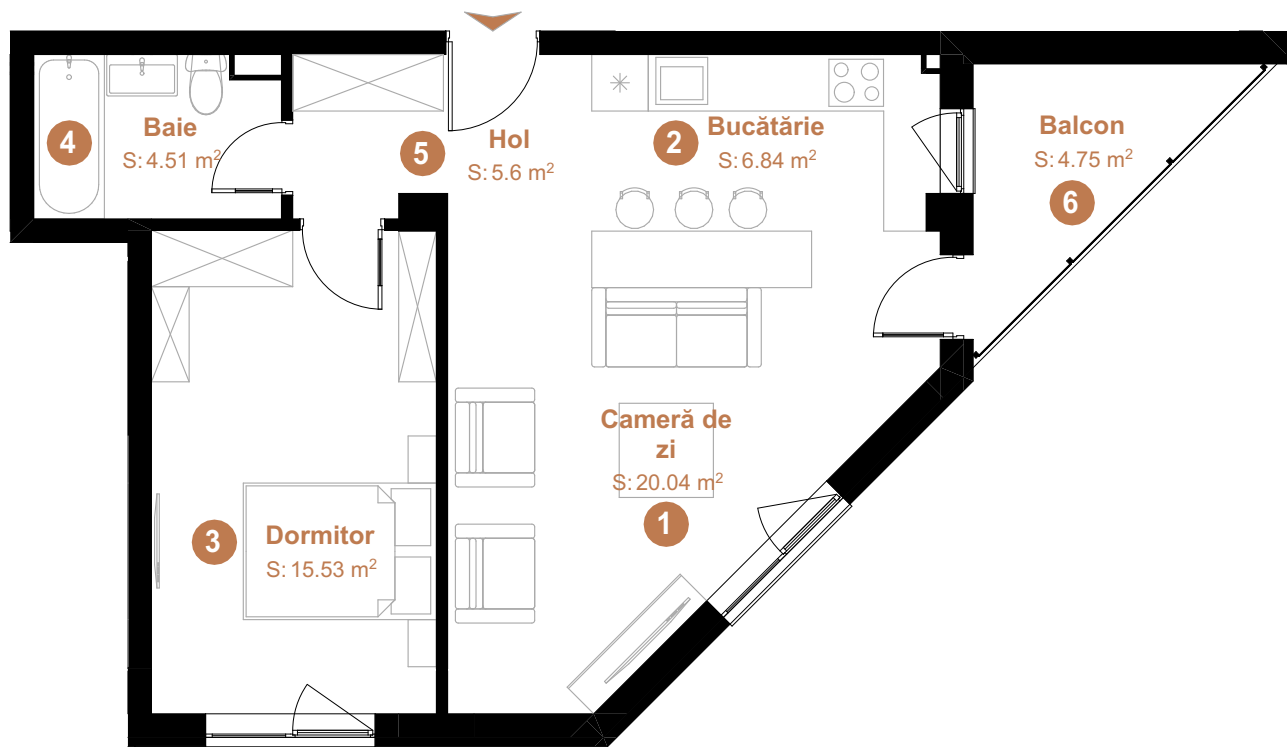 4
Baie
S: 4.51 m²
5
Hol
S: 5.6 m²
2
Bucătărie
S: 6.84 m²
Balcon
S: 4.75 m²
6
Cameră de
zi
S: 20.04 m²
1
3
Dormitor
S: 15.53 m²